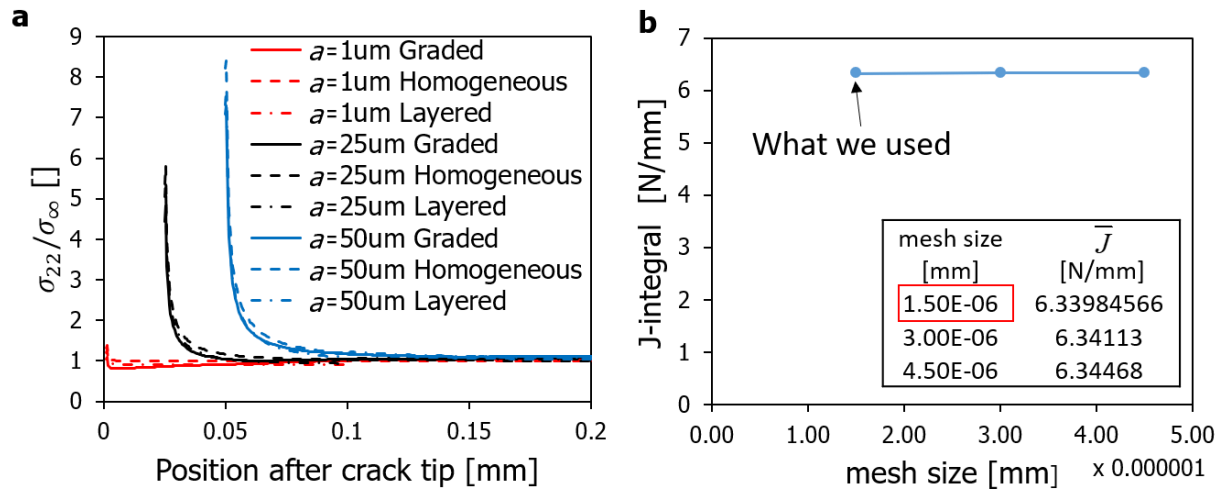 a
9
8
7
6
5
4
3
2
1
0
σ22/σ∞ []
a=1um Graded
a=1um Homogeneous
a=1um Layered
a=25um Graded
a=25um Homogeneous
a=25um Layered
a=50um Graded
a=50um Homogeneous
a=50um Layered
0 0.05 0.1 0.15 0.2
Position after crack tip [mm]
b
7
6
5
4
3
2
1
0
J-integral [N/mm]
What we used
mesh size J̅
[mm] [N/mm]
1.50E-06 6.33984566
3.00E-06 6.34113
4.50E-06 6.34468
0.00 1.00 2.00 3.00 4.00 5.00
mesh size [mm] x 0.000001